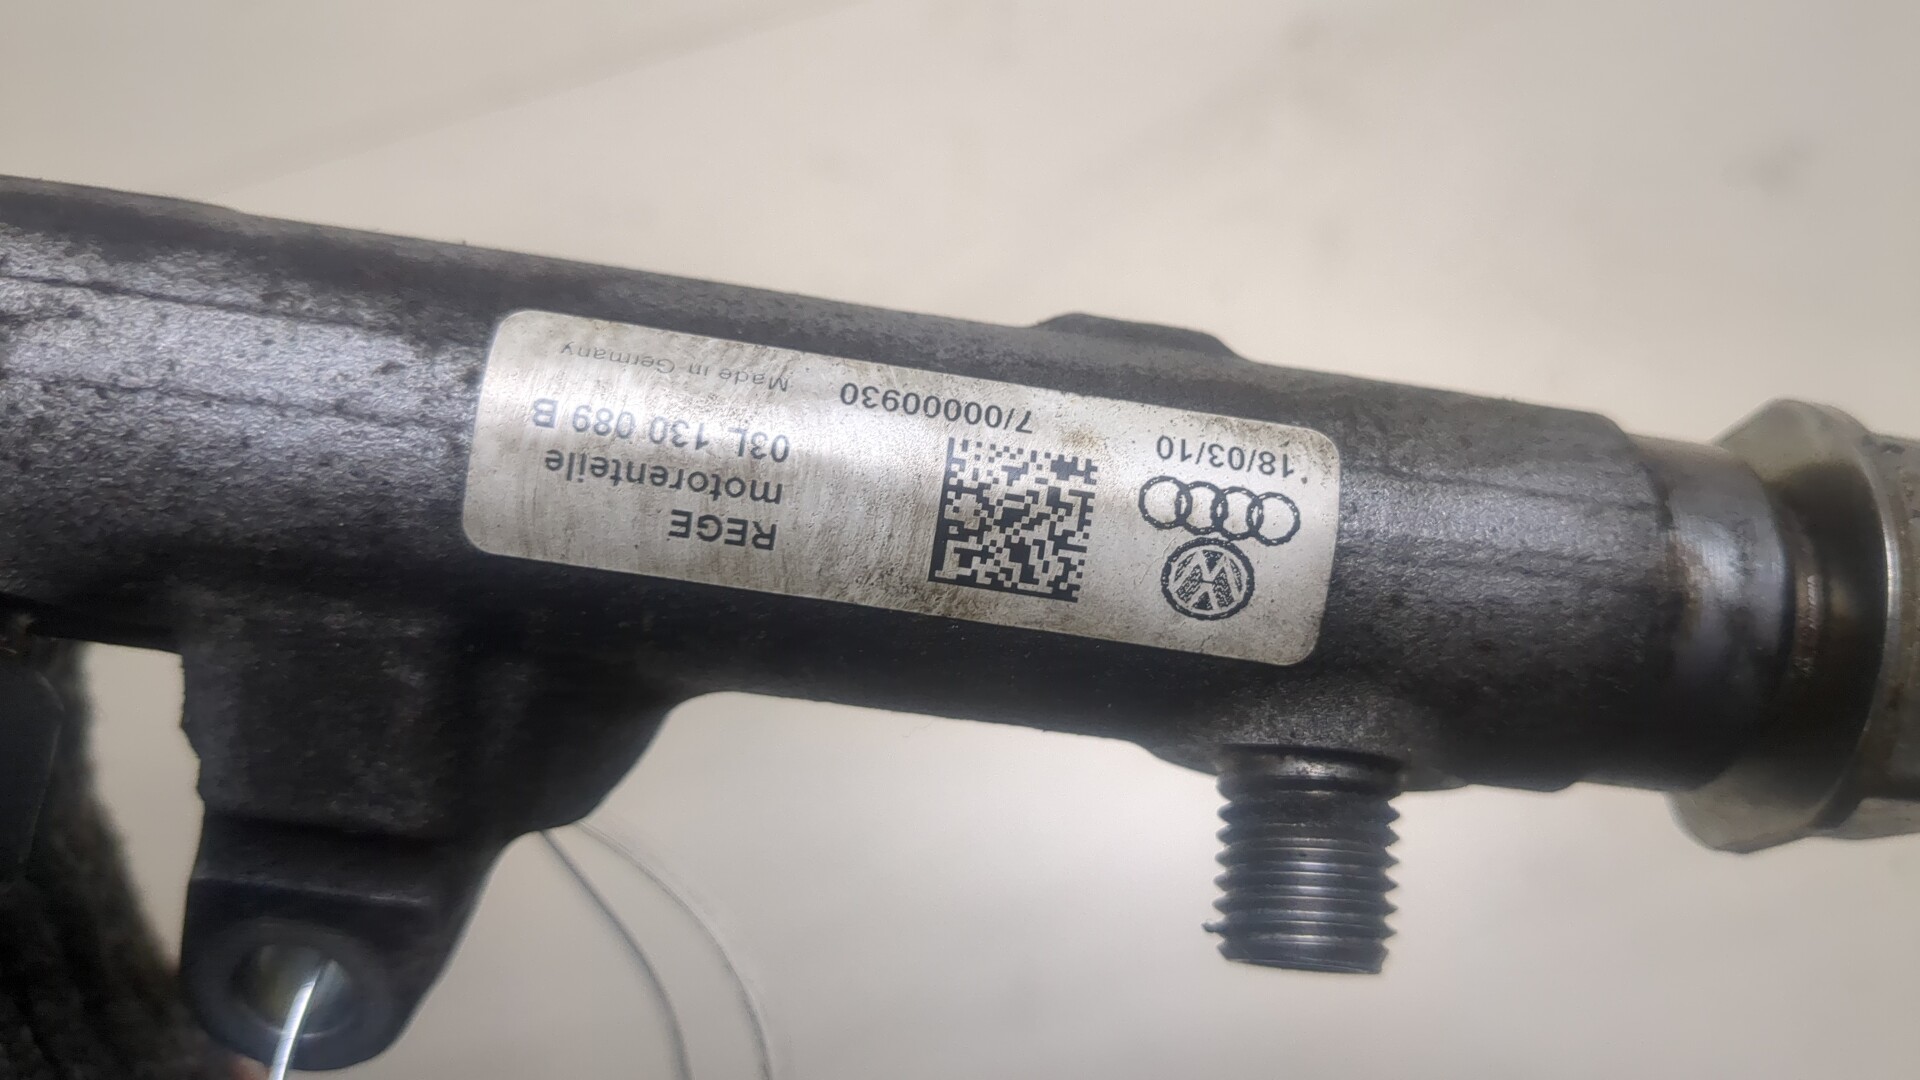 REGE
motorenteile
03L 130 089 B
Made in Germany
18/03/10
7/00000930